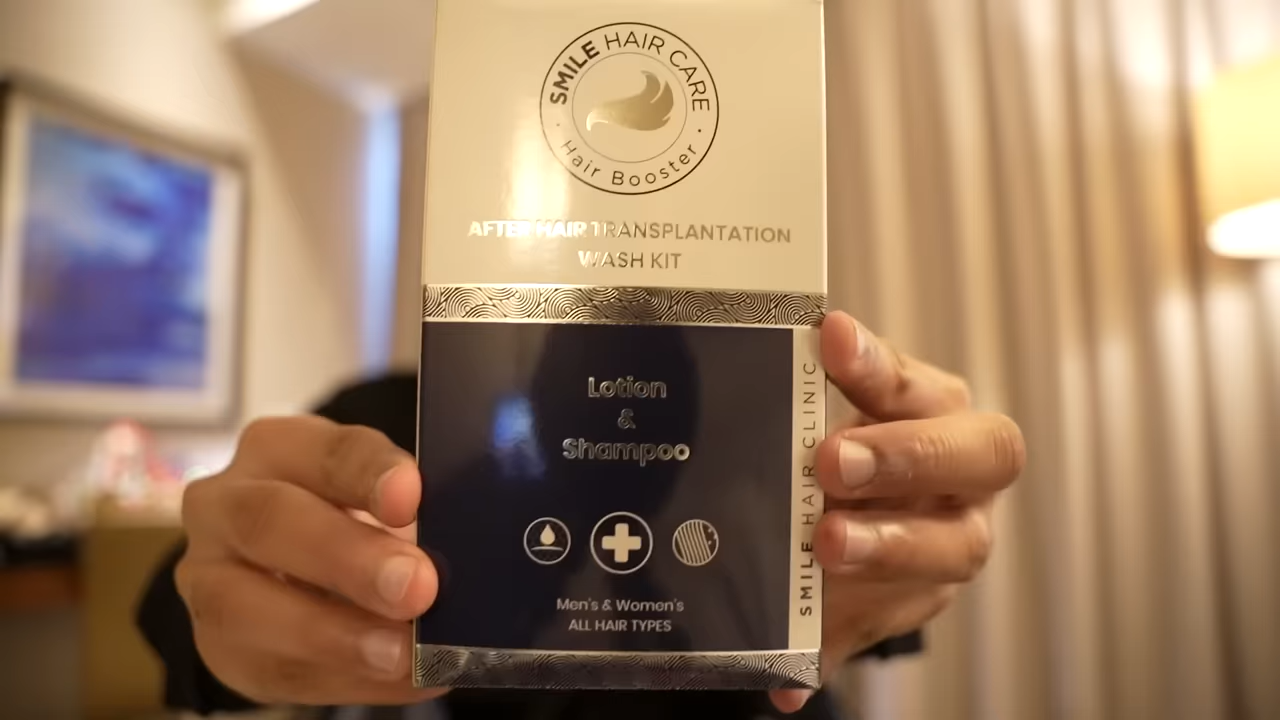 SMILE HAIR CARE
· Hair Booster ·
AFTER HAIR TRANSPLANTATION
WASH KIT
Lotion
&
Shampoo
Men's & Women's
ALL HAIR TYPES
SMILE HAIR CLINIC